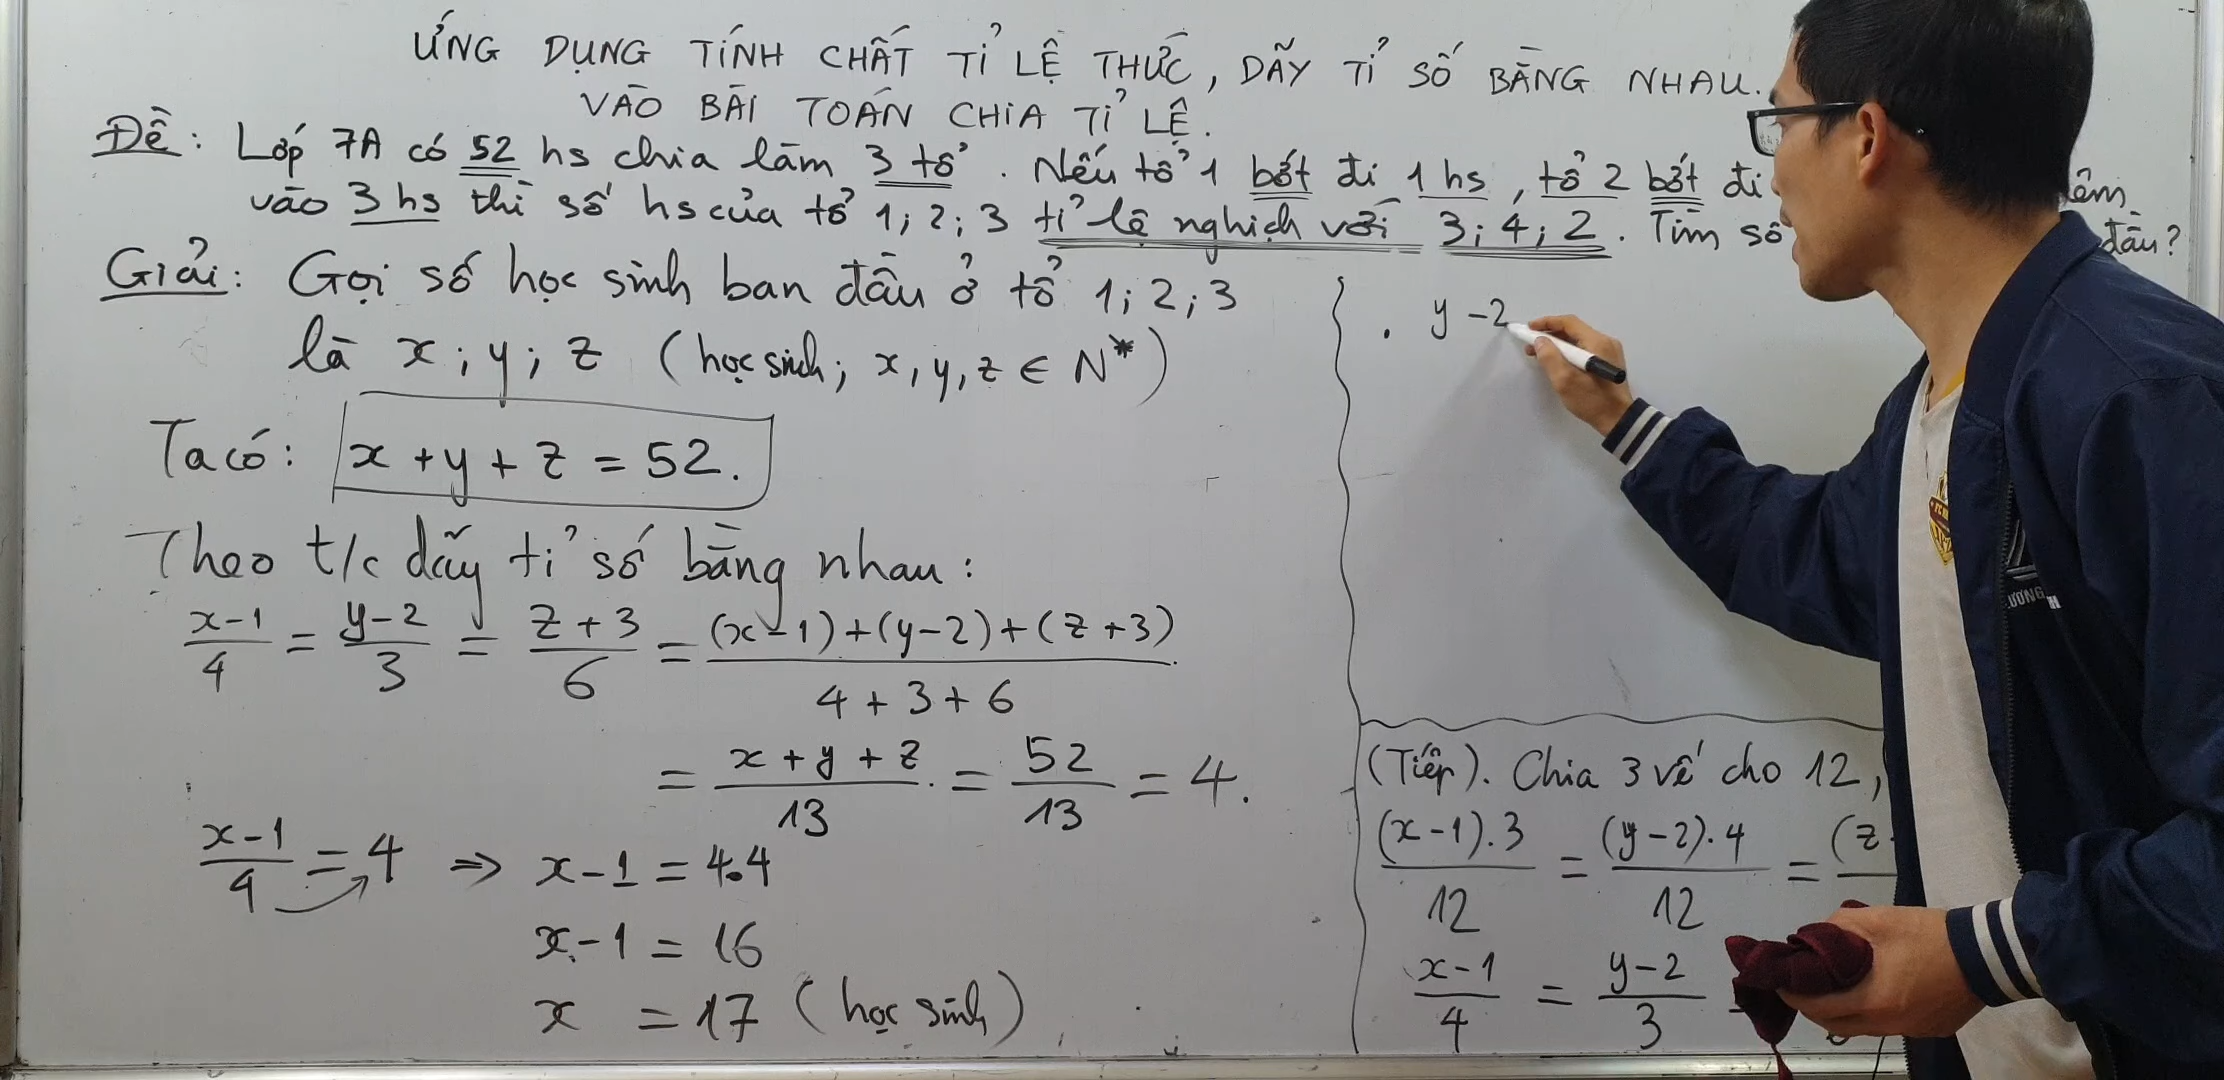 ỨNG DỤNG TÍNH CHẤT TỈ LỆ THỨC, DÃY TỈ SỐ BẰNG NHAU.
VÀO BÀI TOÁN CHIA TỈ LỆ.
Đề: Lớp 7A có 52 hs chia làm 3 tổ. Nếu tổ 1 bớt đi 1 hs, tổ 2 bớt đi
vào 3 hs thì số hs của tổ 1; 2; 3 tỉ lệ nghịch với 3; 4; 2. Tìm số đầu?
Giải: Gọi số học sinh ban đầu ở tổ 1; 2; 3
là x; y; z (học sinh; x, y, z ∈ N*)
Ta có: x + y + z = 52.
Theo t/c dãy tỉ số bằng nhau:
(x-1)/4 = (y-2)/3 = (z+3)/6 = ((x-1)+(y-2)+(z+3))/(4+3+6)
= (x+y+z)/13 = 52/13 = 4.
(x-1)/4 = 4 => x-1 = 4.4
x-1 = 16
x = 17 (học sinh)
. y-2
(Tiếp). Chia 3 vế cho 12,
((x-1).3)/12 = ((y-2).4)/12 = (z
(x-1)/4 = (y-2)/3 =